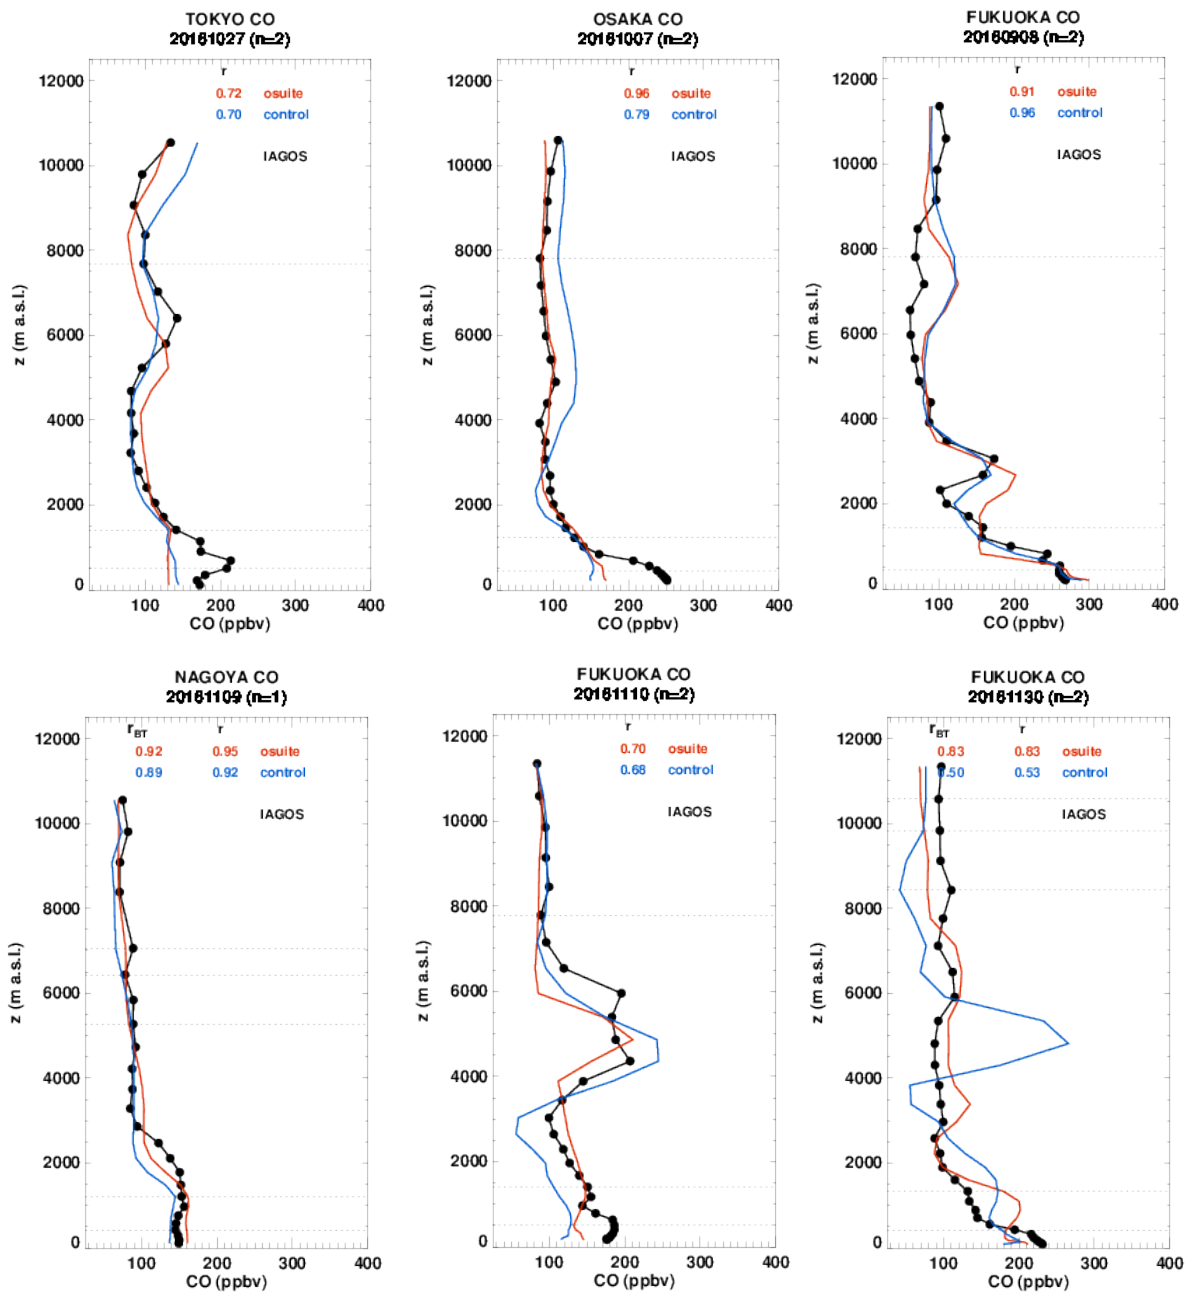 TOKYO CO
20161027 (n=2)
r
0.72 osuite
0.70 control
IAGOS
12000
10000
8000
6000
4000
2000
0
z (m a.s.l.)
100 200 300 400
CO (ppbv)
OSAKA CO
20161007 (n=2)
r
0.96 osuite
0.79 control
IAGOS
12000
10000
8000
6000
4000
2000
0
z (m a.s.l.)
100 200 300 400
CO (ppbv)
FUKUOKA CO
20160908 (n=2)
r
0.91 osuite
0.96 control
IAGOS
12000
10000
8000
6000
4000
2000
0
z (m a.s.l.)
100 200 300 400
CO (ppbv)
NAGOYA CO
20161109 (n=1)
rBT r
0.92 0.95 osuite
0.89 0.92 control
IAGOS
12000
10000
8000
6000
4000
2000
0
z (m a.s.l.)
100 200 300 400
CO (ppbv)
FUKUOKA CO
20161110 (n=2)
r
0.70 osuite
0.68 control
IAGOS
12000
10000
8000
6000
4000
2000
0
z (m a.s.l.)
100 200 300 400
CO (ppbv)
FUKUOKA CO
20161130 (n=2)
rBT r
0.83 0.83 osuite
0.50 0.53 control
IAGOS
12000
10000
8000
6000
4000
2000
0
z (m a.s.l.)
100 200 300 400
CO (ppbv)